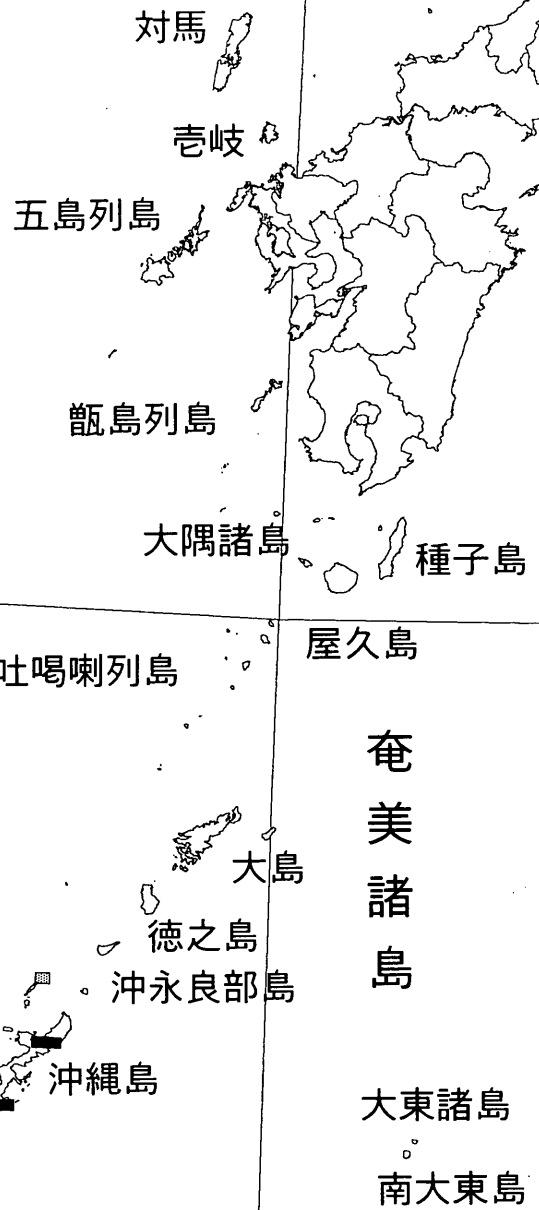 対馬
壱岐
五島列島
甑島列島
大隅諸島
種子島
屋久島
吐喝喇列島
奄美諸島
大島
徳之島
沖永良部島
沖縄島
大東諸島
南大東島